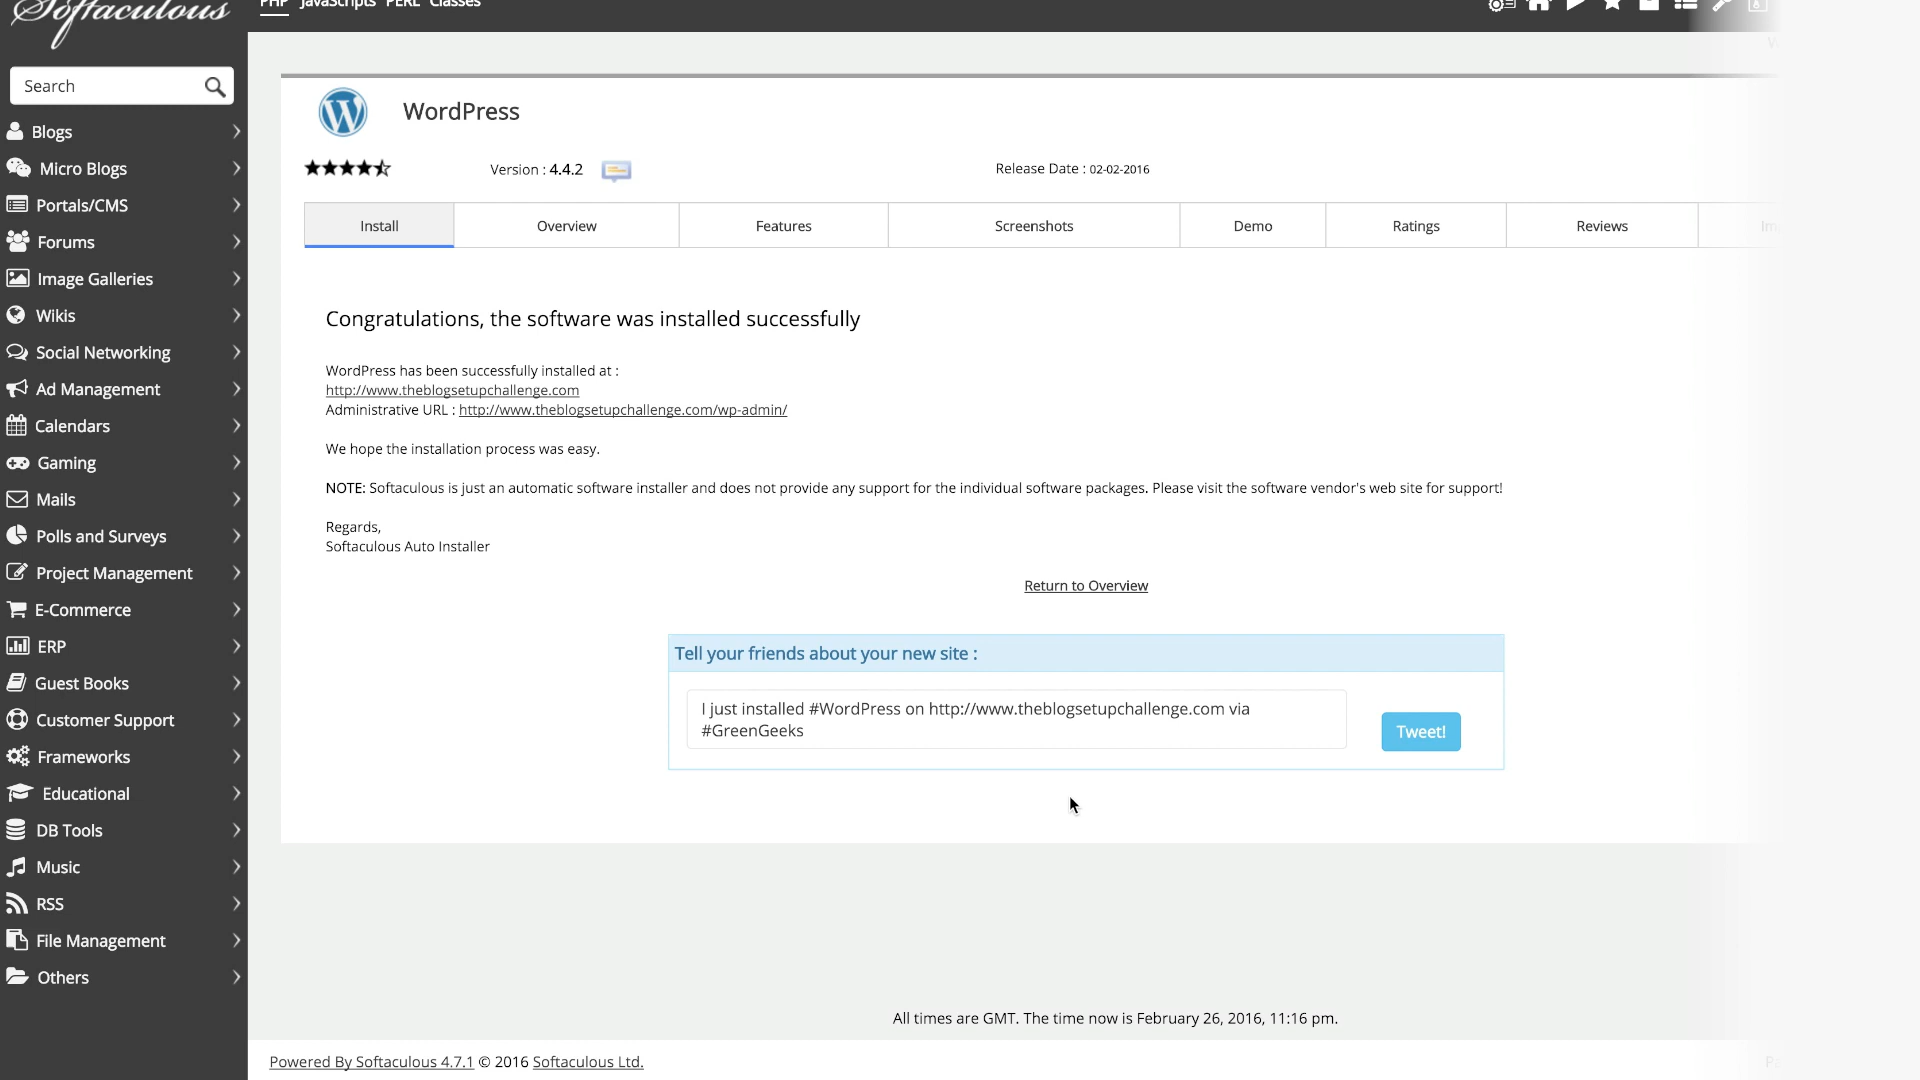 Softaculous
PHP JavaScripts PERL Classes
Search
Blogs
Micro Blogs
Portals/CMS
Forums
Image Galleries
Wikis
Social Networking
Ad Management
Calendars
Gaming
Mails
Polls and Surveys
Project Management
E-Commerce
ERP
Guest Books
Customer Support
Frameworks
Educational
DB Tools
Music
RSS
File Management
Others
WordPress
Version : 4.4.2
Release Date : 02-02-2016
Install Overview Features Screenshots Demo Ratings Reviews
Congratulations, the software was installed successfully
WordPress has been successfully installed at :
http://www.theblogsetupchallenge.com
Administrative URL : http://www.theblogsetupchallenge.com/wp-admin/
We hope the installation process was easy.
NOTE: Softaculous is just an automatic software installer and does not provide any support for the individual software packages. Please visit the software vendor's web site for support!
Regards,
Softaculous Auto Installer
Return to Overview
Tell your friends about your new site :
I just installed #WordPress on http://www.theblogsetupchallenge.com via
#GreenGeeks
Tweet!
All times are GMT. The time now is February 26, 2016, 11:16 pm.
Powered By Softaculous 4.7.1 © 2016 Softaculous Ltd.